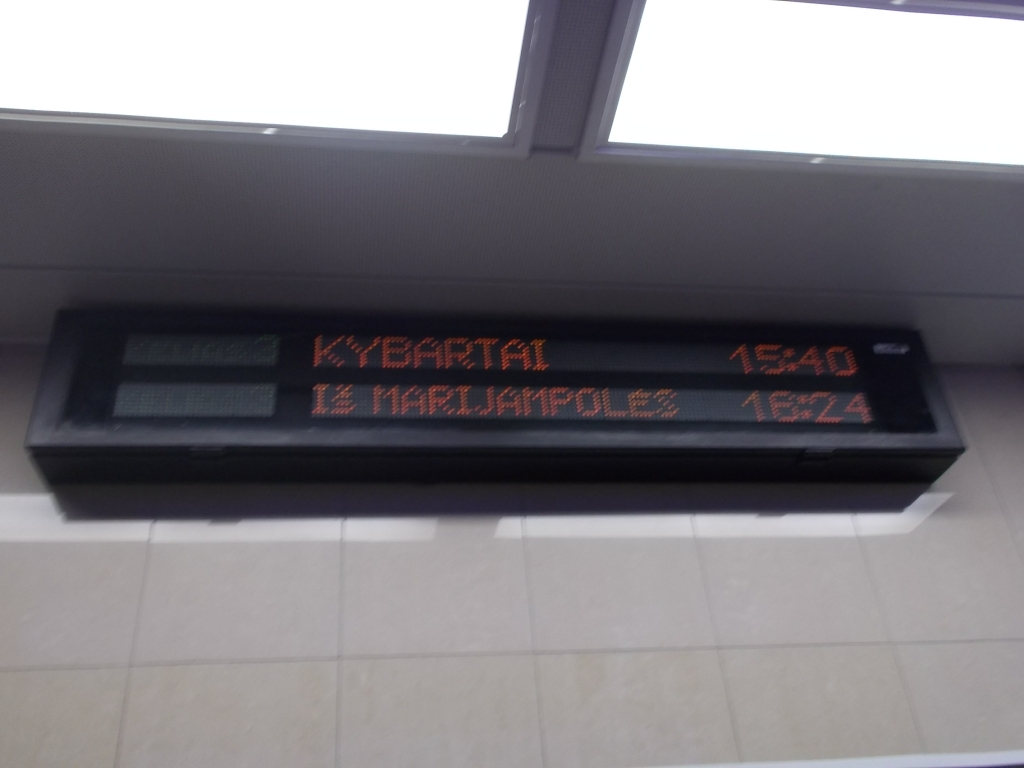 KYBARTAI 15:40
IŠ MARIJAMPOLES 16:24